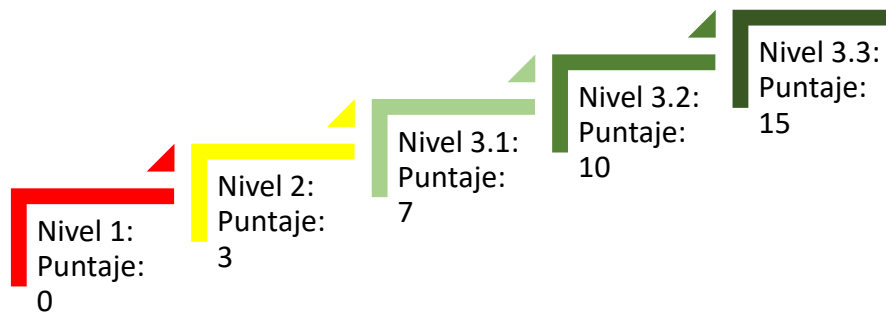 Nivel 1:
Puntaje:
0
Nivel 2:
Puntaje:
3
Nivel 3.1:
Puntaje:
7
Nivel 3.2:
Puntaje:
10
Nivel 3.3:
Puntaje:
15